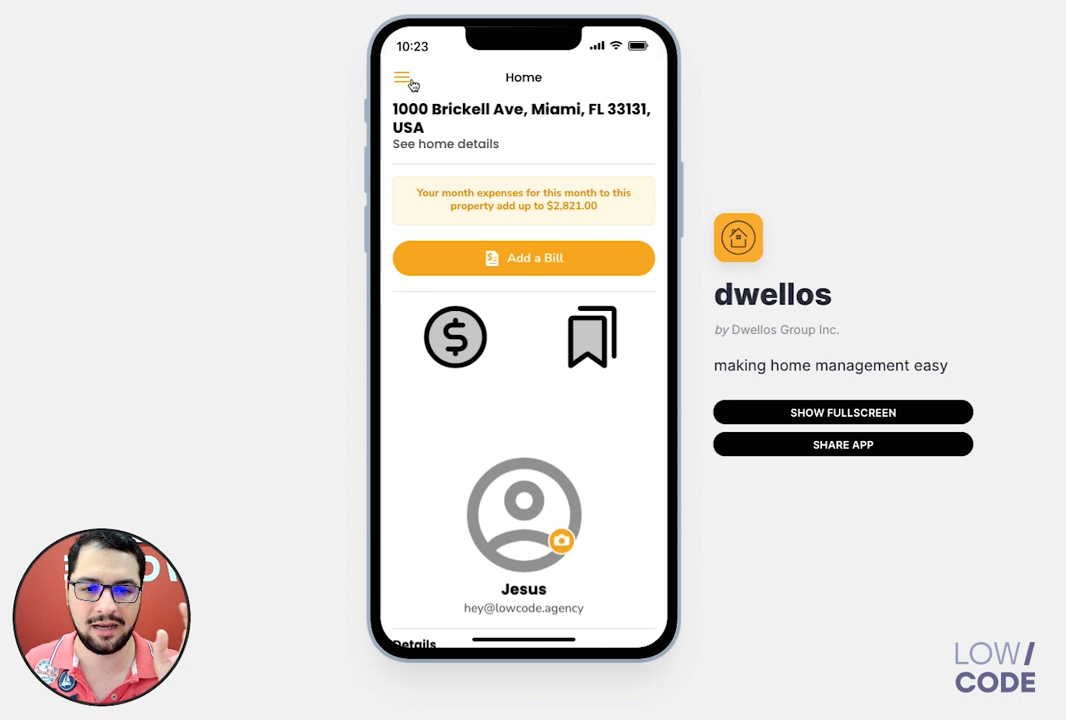 10:23
Home
1000 Brickell Ave, Miami, FL 33131,
USA
See home details
Your month expenses for this month to this
property add up to $2,821.00
Add a Bill
Jesus
hey@lowcode.agency
Details
dwellos
by Dwellos Group Inc.
making home management easy
SHOW FULLSCREEN
SHARE APP
LOW/
CODE